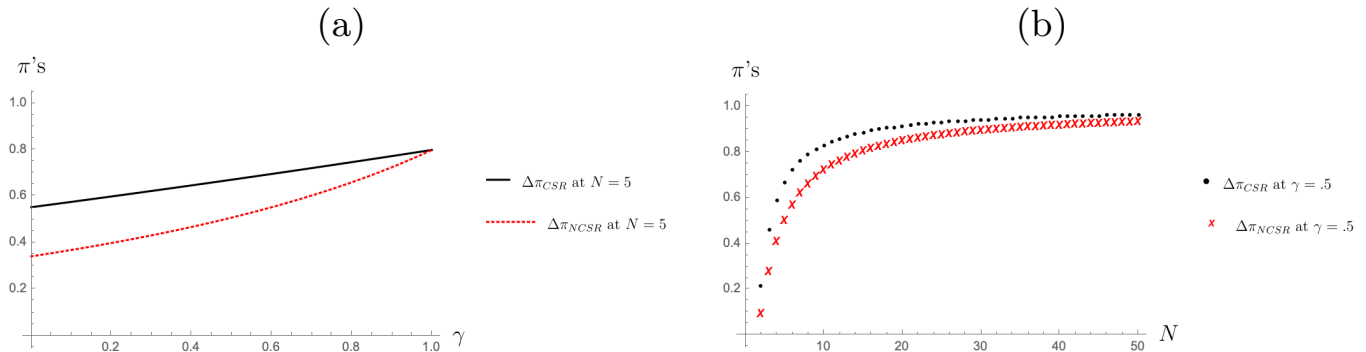 (a)
π's
1.0
0.8
0.6
0.4
0.2
0.2 0.4 0.6 0.8 1.0 γ
Δπ_CSR at N = 5
Δπ_NCSR at N = 5
(b)
π's
1.0
0.8
0.6
0.4
0.2
10 20 30 40 50 N
Δπ_CSR at γ = .5
Δπ_NCSR at γ = .5